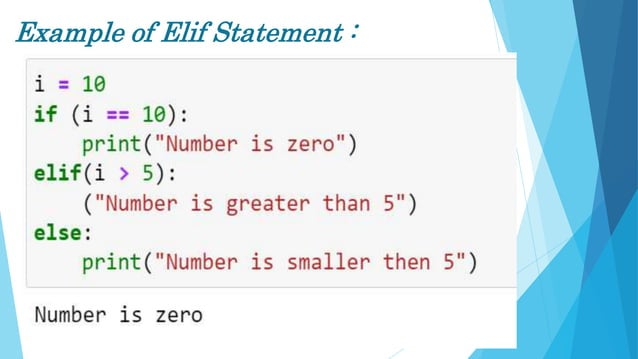 Example of Elif Statement :
i = 10
if (i == 10):
    print("Number is zero")
elif(i > 5):
    ("Number is greater than 5")
else:
    print("Number is smaller then 5")
Number is zero